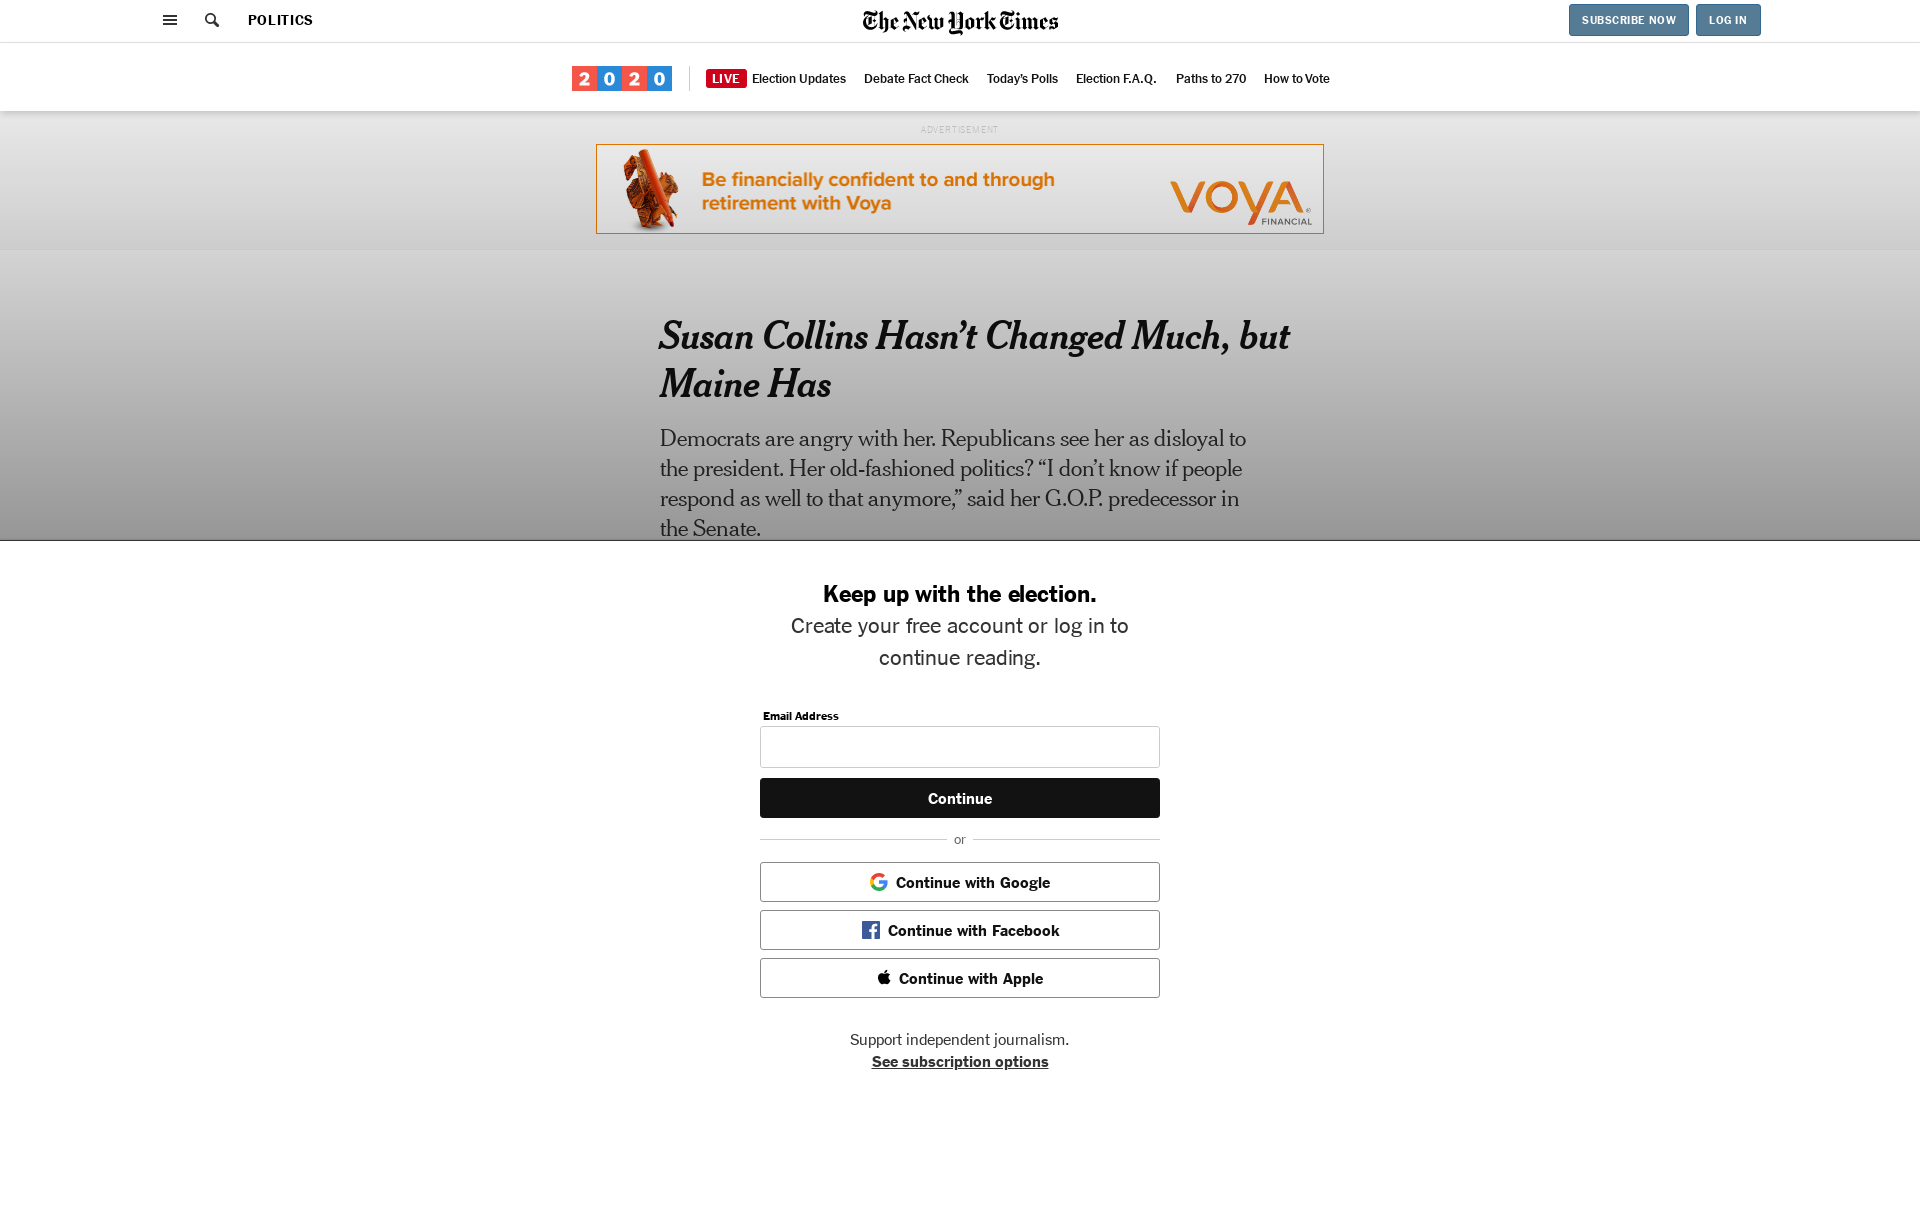 POLITICS
The New York Times
SUBSCRIBE NOW
LOG IN
2020
LIVE Election Updates Debate Fact Check Today's Polls Election F.A.Q. Paths to 270 How to Vote
ADVERTISEMENT
Be financially confident to and through
retirement with Voya
VOYA®
FINANCIAL
Susan Collins Hasn’t Changed Much, but
Maine Has
Democrats are angry with her. Republicans see her as disloyal to
the president. Her old-fashioned politics? “I don’t know if people
respond as well to that anymore,” said her G.O.P. predecessor in
the Senate.
Keep up with the election.
Create your free account or log in to
continue reading.
Email Address
Continue
or
Continue with Google
Continue with Facebook
Continue with Apple
Support independent journalism.
See subscription options